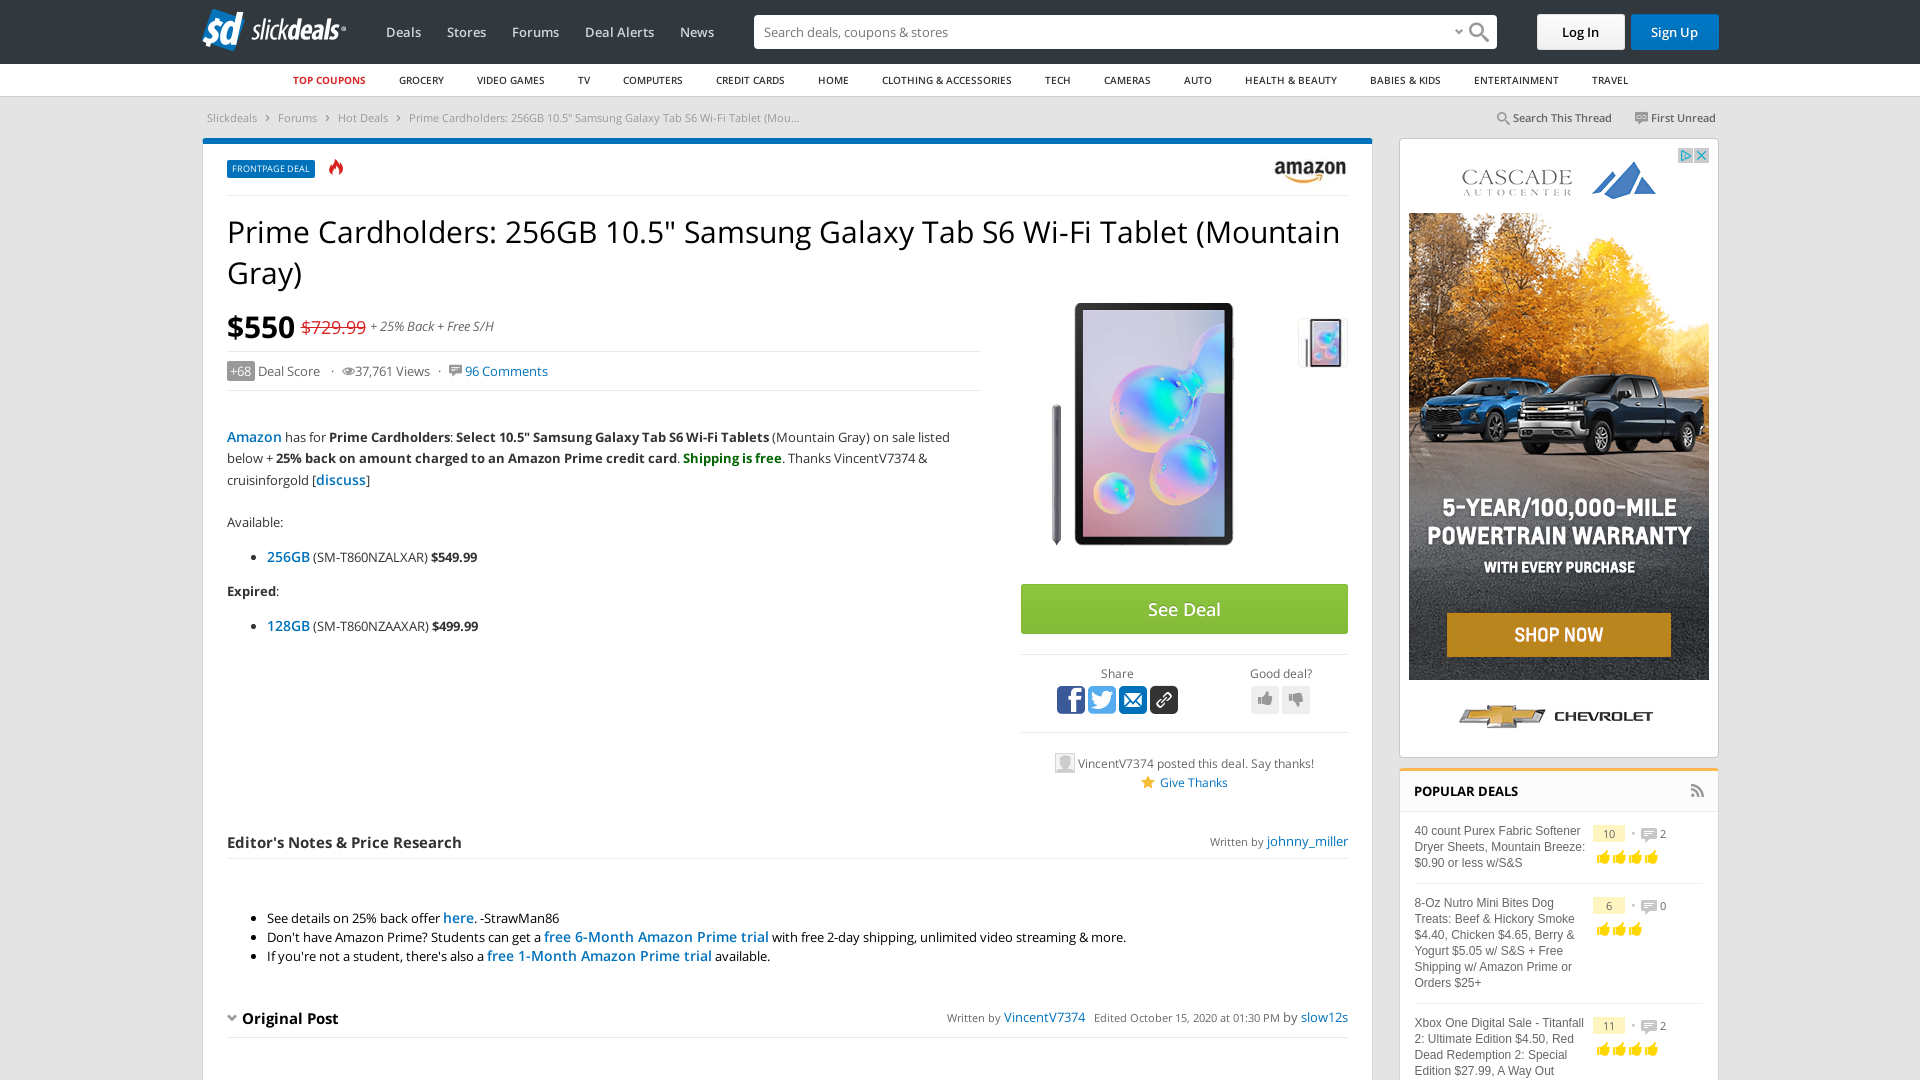 sd slickdeals
Deals Stores Forums Deal Alerts News
Search deals, coupons & stores
Log In Sign Up
TOP COUPONS GROCERY VIDEO GAMES TV COMPUTERS CREDIT CARDS HOME CLOTHING & ACCESSORIES TECH CAMERAS AUTO HEALTH & BEAUTY BABIES & KIDS ENTERTAINMENT TRAVEL
Slickdeals › Forums › Hot Deals › Prime Cardholders: 256GB 10.5" Samsung Galaxy Tab S6 Wi-Fi Tablet (Mou...
Search This Thread First Unread
FRONTPAGE DEAL
amazon
Prime Cardholders: 256GB 10.5" Samsung Galaxy Tab S6 Wi-Fi Tablet (Mountain
Gray)
$550 $729.99 + 25% Back + Free S/H
+68 Deal Score · 37,761 Views · 96 Comments
Amazon has for Prime Cardholders: Select 10.5" Samsung Galaxy Tab S6 Wi-Fi Tablets (Mountain Gray) on sale listed
below + 25% back on amount charged to an Amazon Prime credit card. Shipping is free. Thanks VincentV7374 &
cruisinforgold [discuss]
Available:
• 256GB (SM-T860NZALXAR) $549.99
Expired:
• 128GB (SM-T860NZAAXAR) $499.99
See Deal
Share Good deal?
VincentV7374 posted this deal. Say thanks!
Give Thanks
Editor's Notes & Price Research
Written by johnny_miller
• See details on 25% back offer here. -StrawMan86
• Don't have Amazon Prime? Students can get a free 6-Month Amazon Prime trial with free 2-day shipping, unlimited video streaming & more.
• If you're not a student, there's also a free 1-Month Amazon Prime trial available.
Original Post
Written by VincentV7374 Edited October 15, 2020 at 01:30 PM by slow12s
CASCADE
AUTOCENTER
5-YEAR/100,000-MILE
POWERTRAIN WARRANTY
WITH EVERY PURCHASE
SHOP NOW
CHEVROLET
POPULAR DEALS
40 count Purex Fabric Softener
Dryer Sheets, Mountain Breeze:
$0.90 or less w/S&S
10 • 2
8-Oz Nutro Mini Bites Dog
Treats: Beef & Hickory Smoke
$4.40, Chicken $4.65, Berry &
Yogurt $5.05 w/ S&S + Free
Shipping w/ Amazon Prime or
Orders $25+
6 • 0
Xbox One Digital Sale - Titanfall
2: Ultimate Edition $4.50, Red
Dead Redemption 2: Special
Edition $27.99, A Way Out
11 • 2